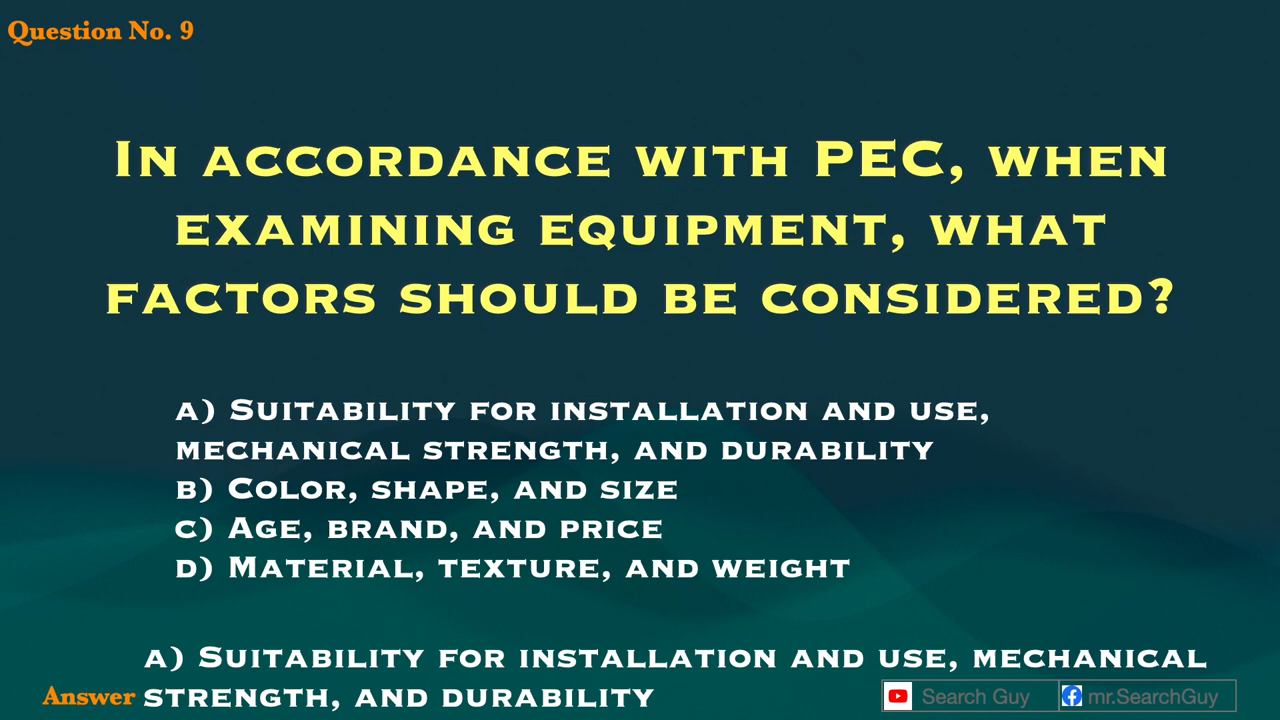 Question No. 9
In accordance with PEC, when
examining equipment, what
factors should be considered?
a) Suitability for installation and use,
mechanical strength, and durability
b) Color, shape, and size
c) Age, brand, and price
d) Material, texture, and weight
a) Suitability for installation and use, mechanical
Answer strength, and durability
Search Guy
mr.SearchGuy